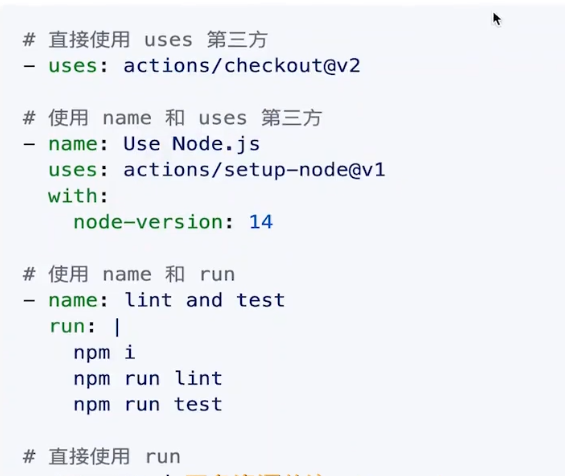 # 直接使用 uses 第三方
- uses: actions/checkout@v2
# 使用 name 和 uses 第三方
- name: Use Node.js
uses: actions/setup-node@v1
with:
node-version: 14
# 使用 name 和 run
- name: lint and test
run: |
npm i
npm run lint
npm run test
# 直接使用 run